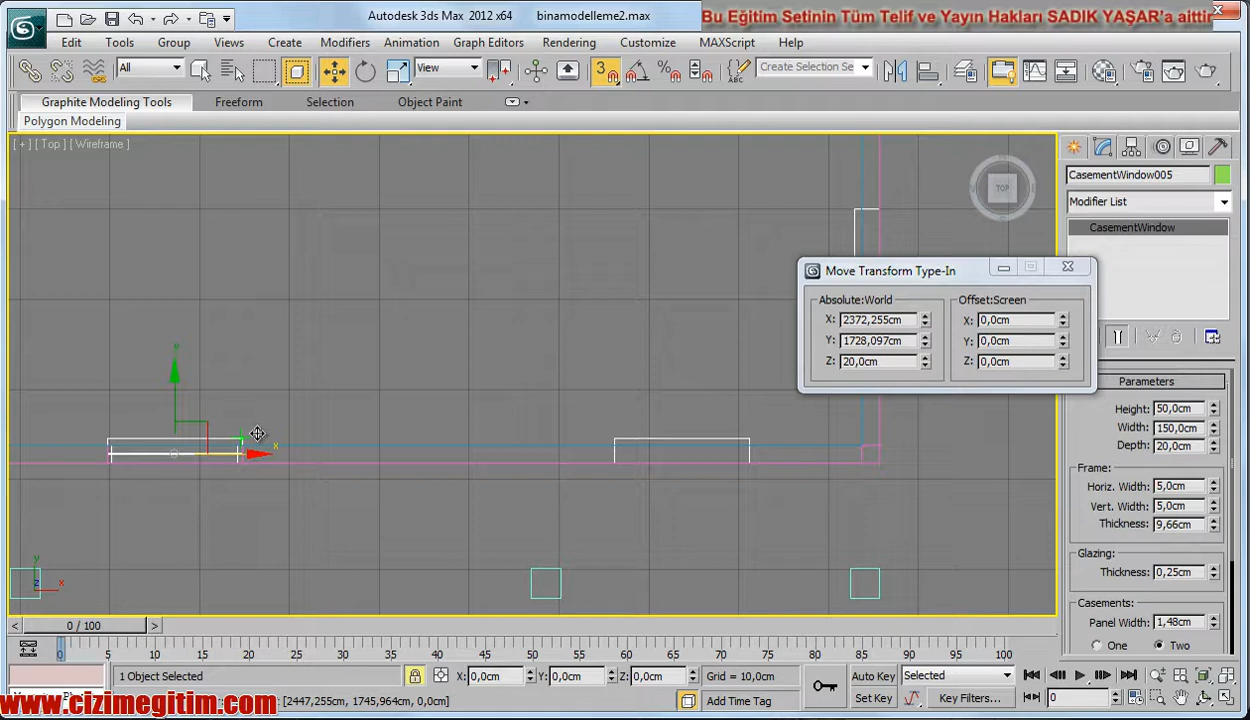 Autodesk 3ds Max 2012 x64 binamodelleme2.max
Bu Eğitim Setinin Tüm Telif ve Yayın Hakları SADIK YAŞAR'a aittir
Edit Tools Group Views Create Modifiers Animation Graph Editors Rendering Customize MAXScript Help
All View 3 Create Selection Se
Graphite Modeling Tools Freeform Selection Object Paint
Polygon Modeling
[ + ] [ Top ] [ Wireframe ]
TOP
CasementWindow005
Modifier List
CasementWindow
Move Transform Type-In
Absolute:World Offset:Screen
X: 2372,255cm X: 0,0cm
Y: 1728,097cm Y: 0,0cm
Z: 20,0cm Z: 0,0cm
Parameters
Height: 50,0cm
Width: 150,0cm
Depth: 20,0cm
Frame:
Horiz. Width: 5,0cm
Vert. Width: 5,0cm
Thickness: 9,66cm
Glazing:
Thickness: 0,25cm
Casements:
Panel Width: 1,48cm
One Two
x
y
z x
0 / 100
0 5 10 15 20 25 30 35 40 45 50 55 60 65 70 75 80 85 90 95 100
1 Object Selected X: 0,0cm Y: 0,0cm Z: 0,0cm Grid = 10,0cm Auto Key Selected
[2447,255cm, 1745,964cm, 0,0cm] Add Time Tag Set Key Key Filters... 0
www.cizimegitim.com